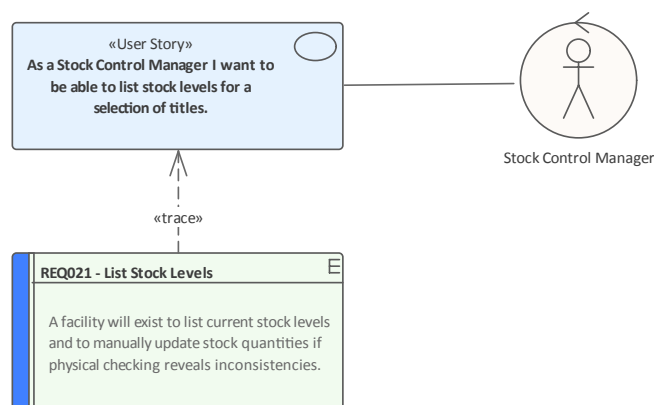 «User Story»
As a Stock Control Manager I want to
be able to list stock levels for a
selection of titles.
Stock Control Manager
«trace»
REQ021 - List Stock Levels
E
A facility will exist to list current stock levels
and to manually update stock quantities if
physical checking reveals inconsistencies.